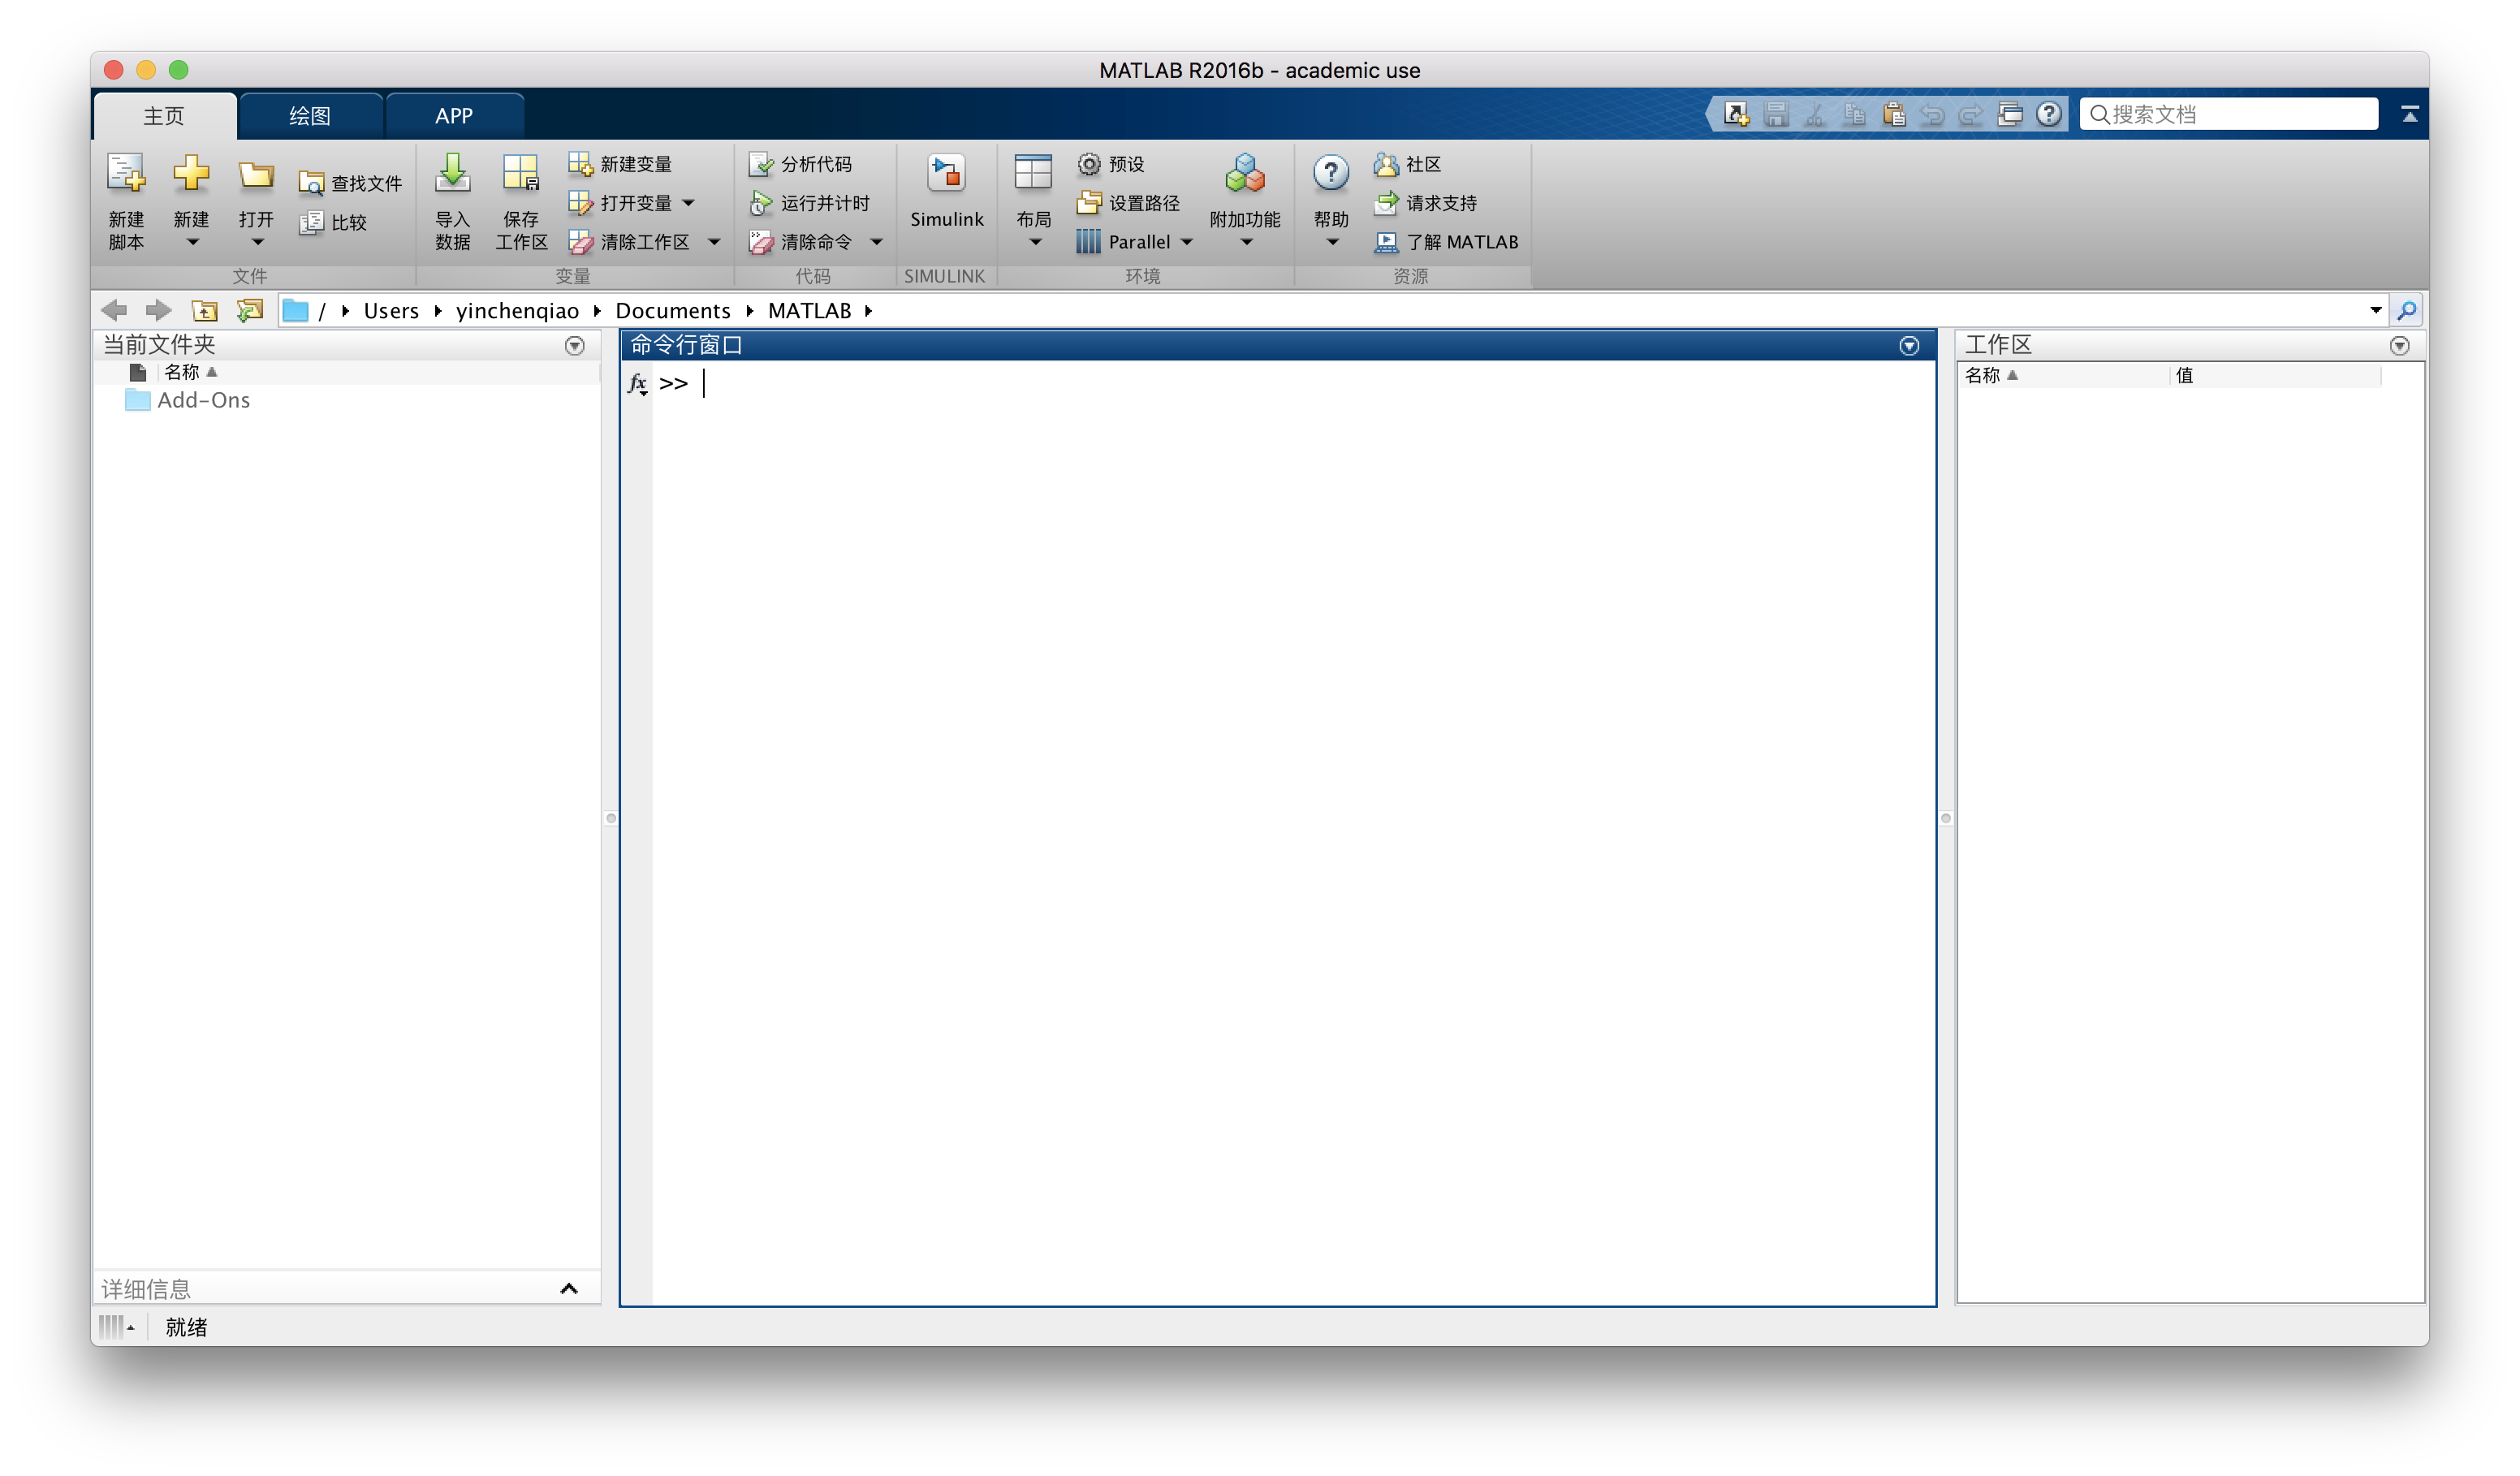 MATLAB R2016b - academic use
主页 绘图 APP
搜索文档
新建
脚本
新建
打开
查找文件
比较
文件
导入
数据
保存
工作区
新建变量
打开变量
清除工作区
变量
分析代码
运行并计时
清除命令
代码
Simulink
SIMULINK
布局
预设
设置路径
Parallel
附加功能
环境
帮助
社区
请求支持
了解 MATLAB
资源
/ Users yinchenqiao Documents MATLAB
当前文件夹
名称
Add-Ons
详细信息
命令行窗口
fx >>
工作区
名称 值
就绪